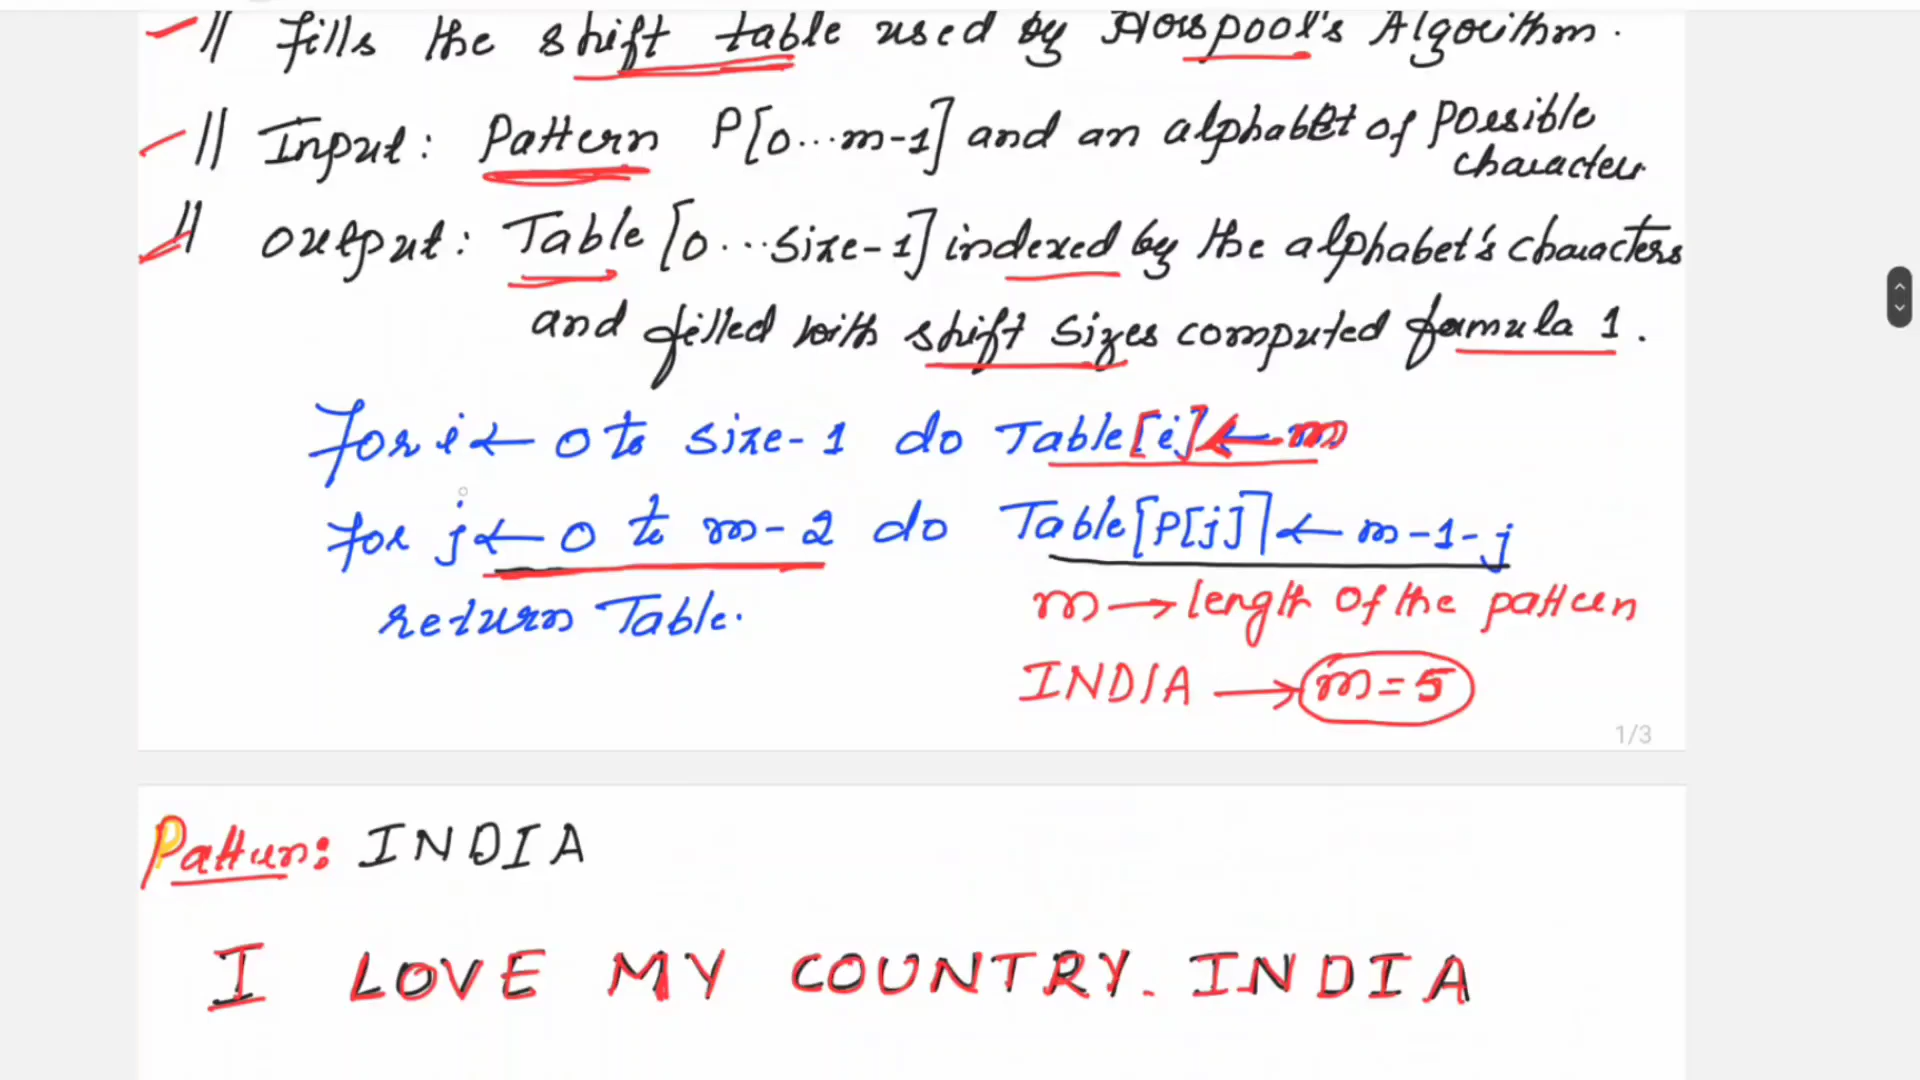 // fills the shift table used by Horspool's Algorithm.
// Input: Pattern P[0...m-1] and an alphabet of possible character
// output: Table [0...size-1] indexed by the alphabet's characters
and filled with shift sizes computed formula 1.
For i ← 0 to size-1 do Table[i] ← m
for j ← 0 to m-2 do Table[P[j]] ← m-1-j
return Table.
m → length of the pattern
INDIA → m = 5
1/3
Pattern: INDIA
I LOVE MY COUNTRY. INDIA